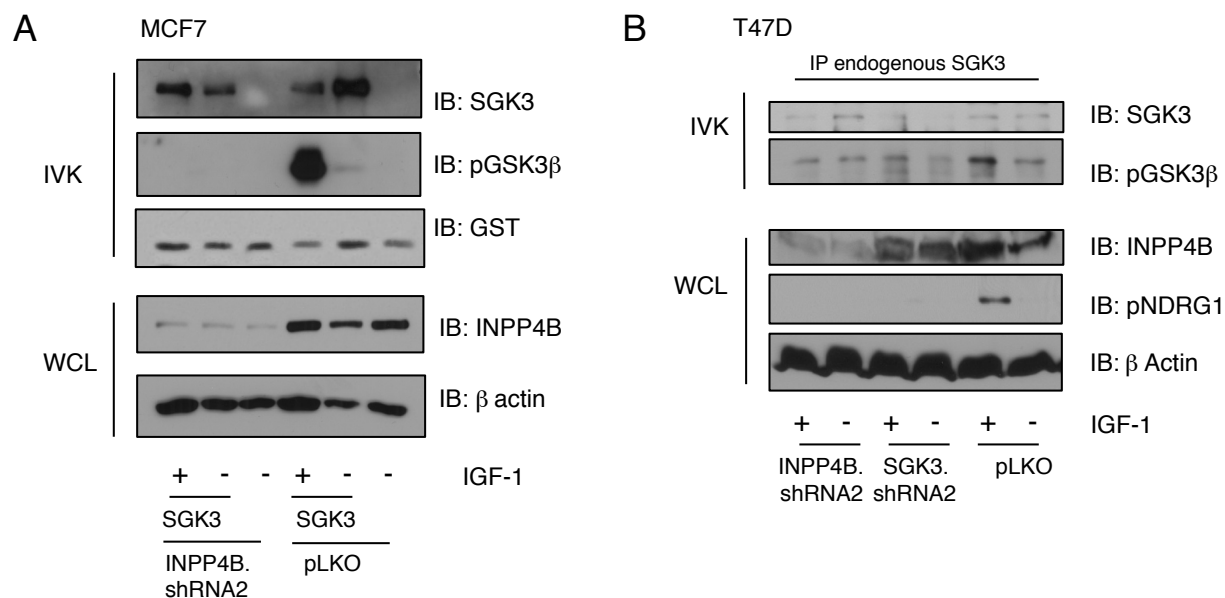 A
MCF7
IVK
IB: SGK3
IB: pGSK3β
IB: GST
WCL
IB: INPP4B
IB: β actin
+ - - + - - IGF-1
SGK3 SGK3
INPP4B. pLKO
shRNA2
B
T47D
IP endogenous SGK3
IVK
IB: SGK3
IB: pGSK3β
WCL
IB: INPP4B
IB: pNDRG1
IB: β Actin
+ - + - + - IGF-1
INPP4B. SGK3. pLKO
shRNA2 shRNA2